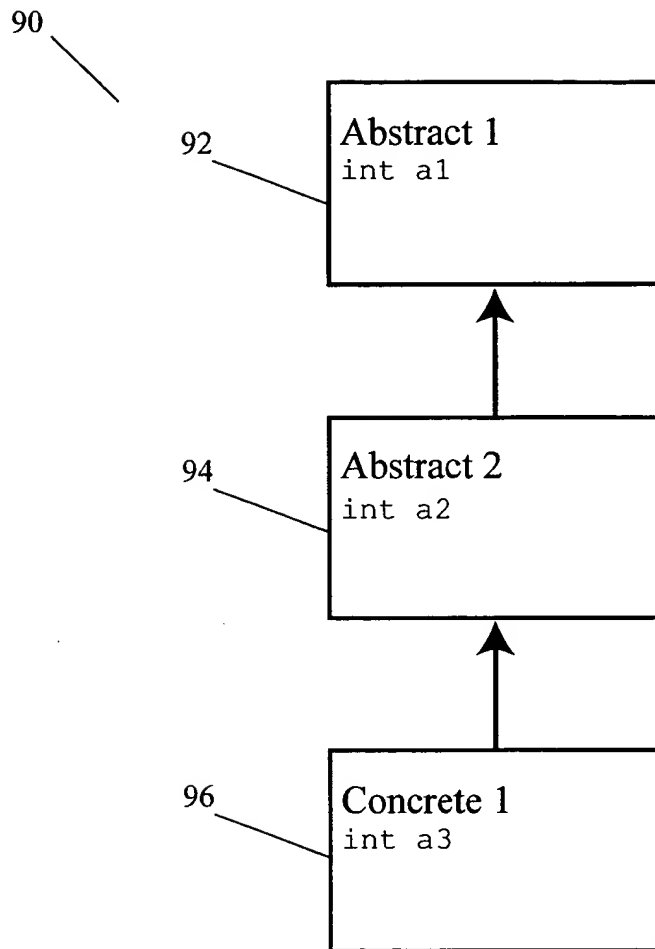 90
92
Abstract 1
int a1
94
Abstract 2
int a2
96
Concrete 1
int a3